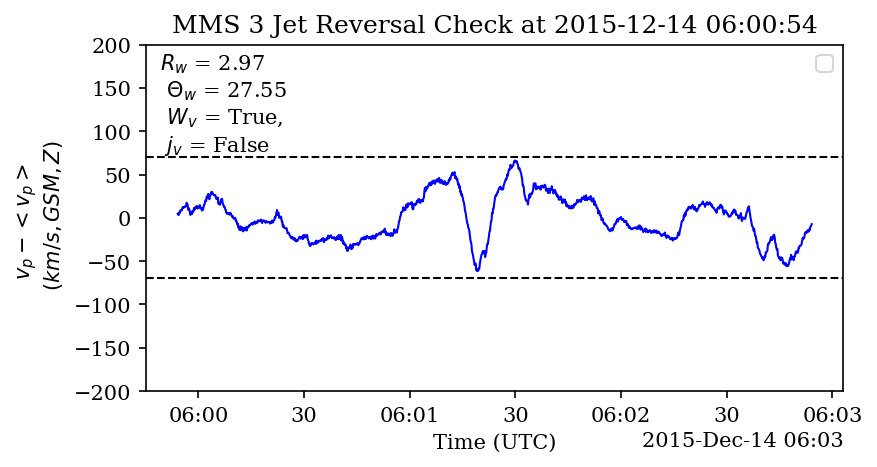 MMS 3 Jet Reversal Check at 2015-12-14 06:00:54
200
150
100
50
0
−50
−100
−150
−200
v_p − < v_p >
(km/s, GSM, Z)
R_w = 2.97
Θ_w = 27.55
W_v = True,
j_v = False
06:00 30 06:01 30 06:02 30 06:03
Time (UTC)
2015-Dec-14 06:03